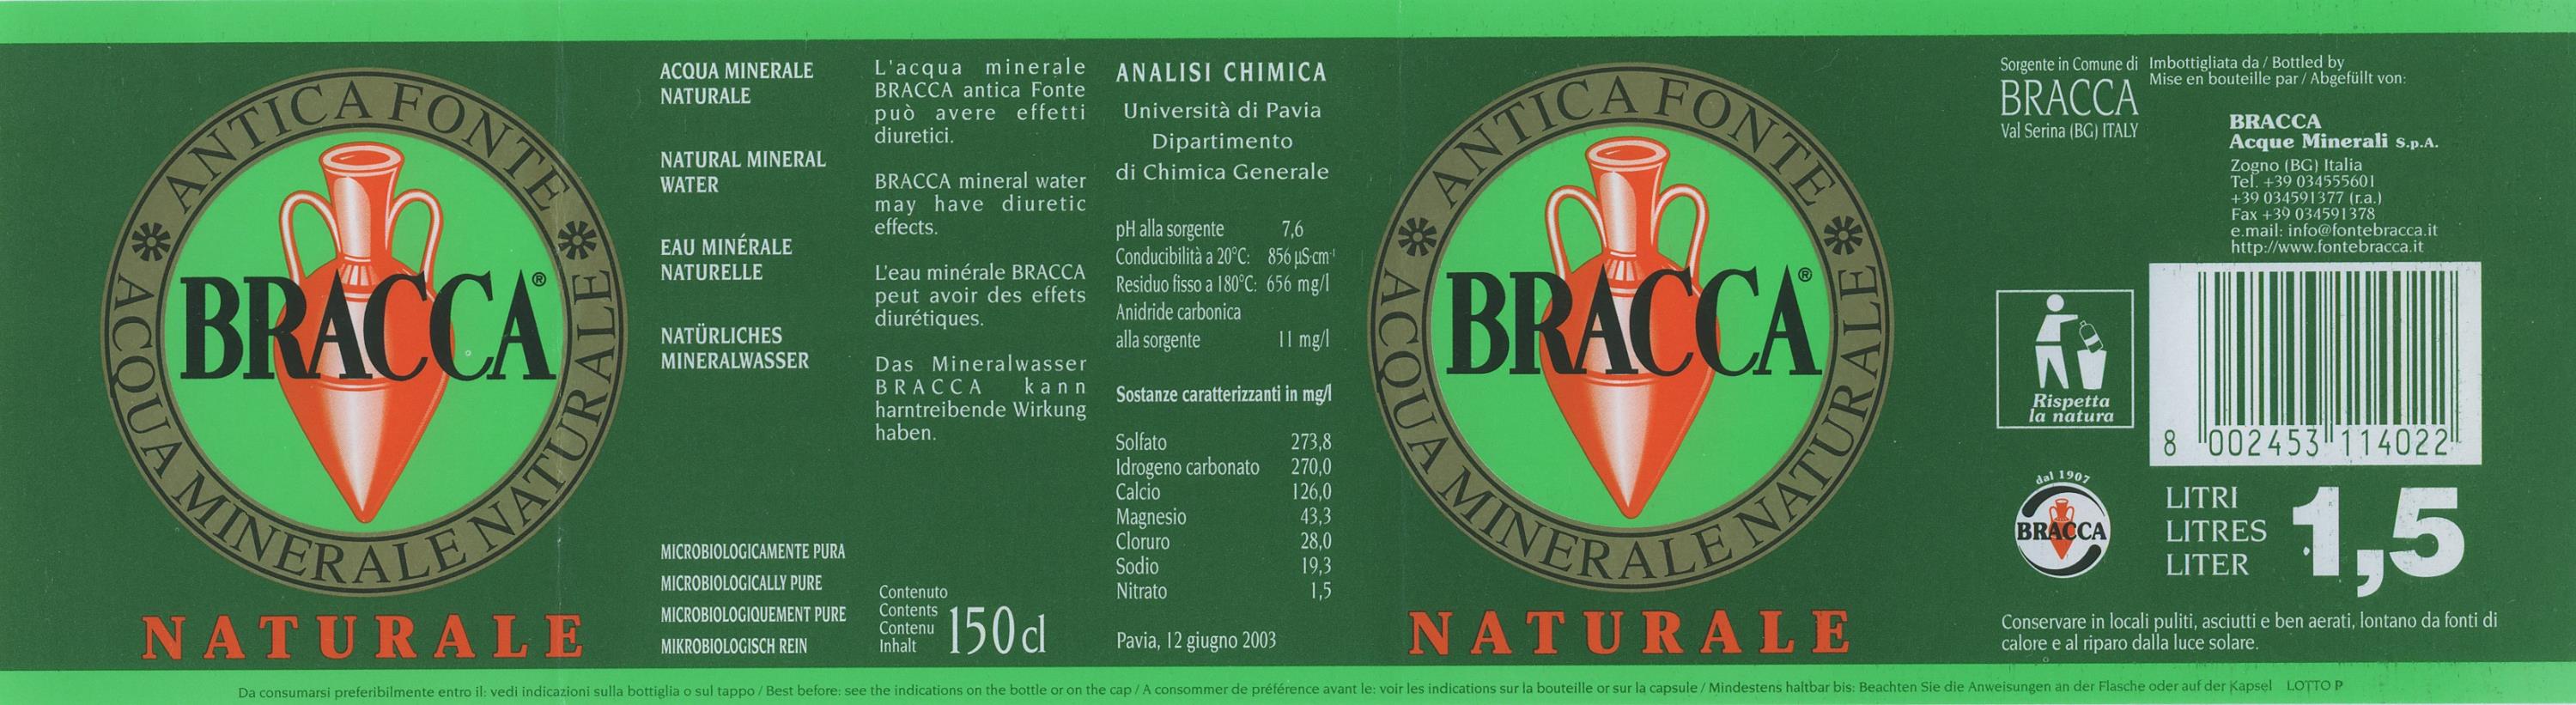 ANTICA FONTE
ACQUA MINERALE NATURALE
BRACCA®
NATURALE
ACQUA MINERALE
NATURALE
NATURAL MINERAL
WATER
EAU MINÉRALE
NATURELLE
NATÜRLICHES
MINERALWASSER
MICROBIOLOGICAMENTE PURA
MICROBIOLOGICALLY PURE
MICROBIOLOGIQUEMENT PURE
MIKROBIOLOGISCH REIN
L'acqua minerale
BRACCA antica Fonte
può avere effetti
diuretici.
BRACCA mineral water
may have diuretic
effects.
L'eau minérale BRACCA
peut avoir des effets
diurétiques.
Das Mineralwasser
BRACCA kann
harntreibende Wirkung
haben.
Contenuto
Contents
Contenu
Inhalt
150 cl
ANALISI CHIMICA
Università di Pavia
Dipartimento
di Chimica Generale
pH alla sorgente 7,6
Conducibilità a 20°C: 856 µS·cm⁻¹
Residuo fisso a 180°C: 656 mg/l
Anidride carbonica
alla sorgente 11 mg/l
Sostanze caratterizzanti in mg/l
Solfato 273,8
Idrogeno carbonato 270,0
Calcio 126,0
Magnesio 43,3
Cloruro 28,0
Sodio 19,3
Nitrato 1,5
Pavia, 12 giugno 2003
ANTICA FONTE
ACQUA MINERALE NATURALE
BRACCA®
NATURALE
Sorgente in Comune di
BRACCA
Val Serina (BG) ITALY
Imbottigliata da / Bottled by
Mise en bouteille par / Abgefüllt von:
BRACCA
Acque Minerali S.p.A.
Zogno (BG) Italia
Tel. +39 034555601
+39 034591377 (r.a.)
Fax +39 034591378
e.mail: info@fontebracca.it
http://www.fontebracca.it
Rispetta
la natura
8 002453 114022
dal 1907
BRACCA
LITRI
LITRES
LITER
1,5
Conservare in locali puliti, asciutti e ben aerati, lontano da fonti di
calore e al riparo dalla luce solare.
Da consumarsi preferibilmente entro il: vedi indicazioni sulla bottiglia o sul tappo / Best before: see the indications on the bottle or on the cap / A consommer de préférence avant le: voir les indications sur la bouteille or sur la capsule / Mindestens haltbar bis: Beachten Sie die Anweisungen an der Flasche oder auf der Kapsel LOTTO P